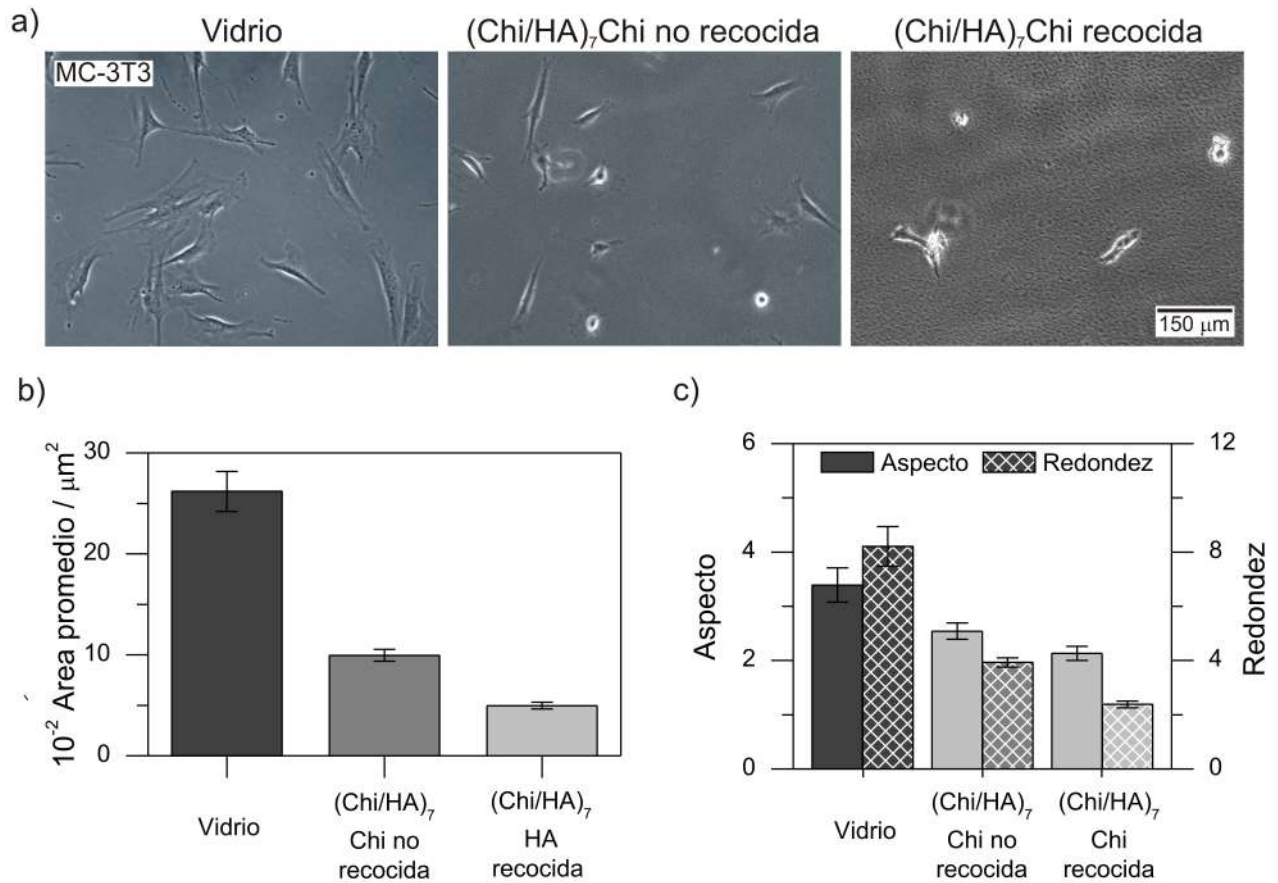 a)
Vidrio
(Chi/HA)₇Chi no recocida
(Chi/HA)₇Chi recocida
MC-3T3
150 μm
b)
10⁻² Area promedio / μm²
30
20
10
0
Vidrio
(Chi/HA)₇
Chi no
recocida
(Chi/HA)₇
HA
recocida
c)
Aspecto
6
4
2
0
Aspecto
Redondez
12
8
4
0
Redondez
Vidrio
(Chi/HA)₇
Chi no
recocida
(Chi/HA)₇
Chi
recocida